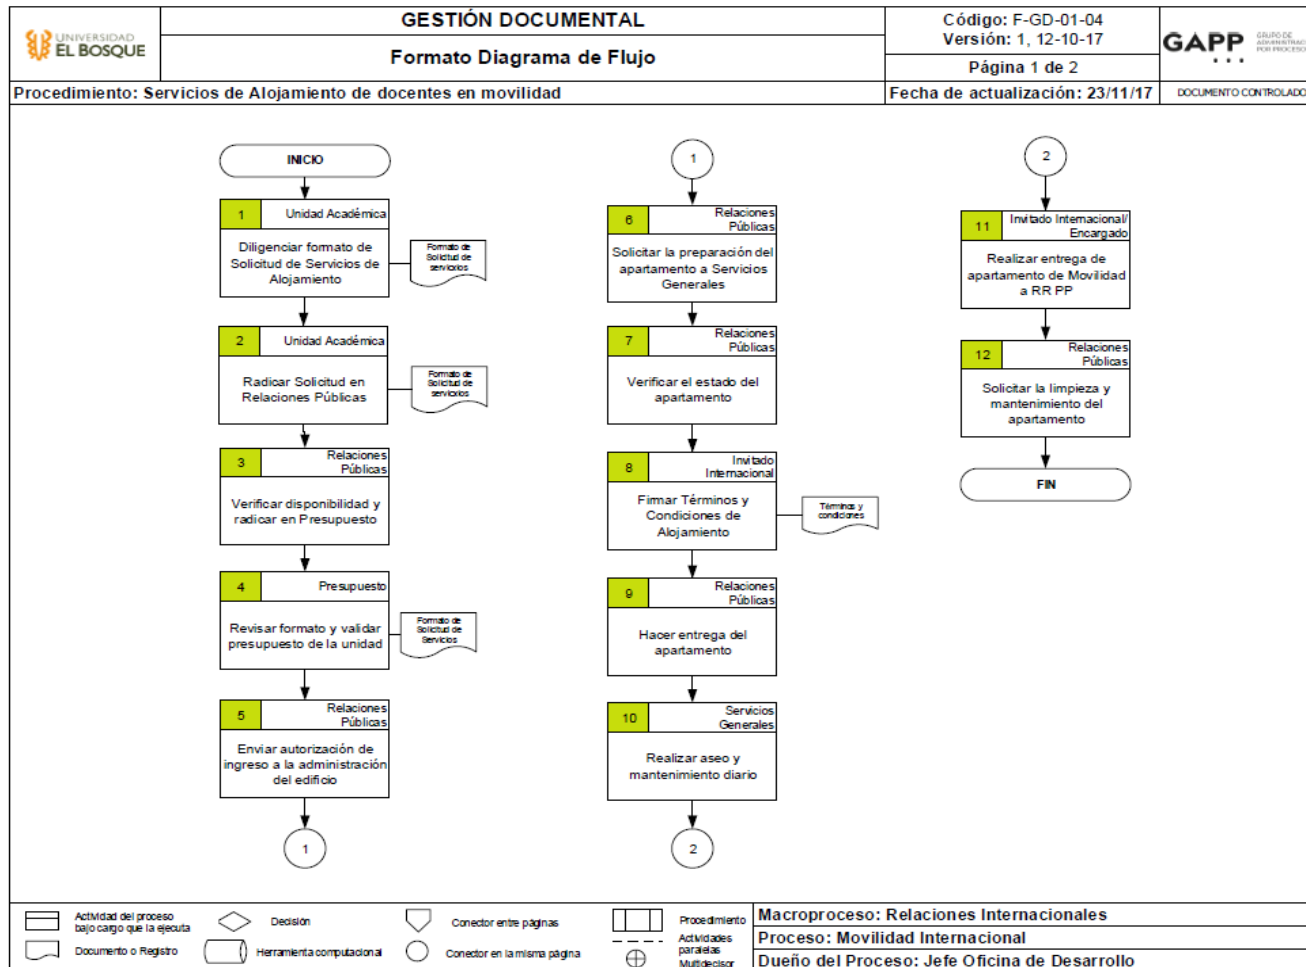 UNIVERSIDAD
EL BOSQUE
GESTIÓN DOCUMENTAL
Formato Diagrama de Flujo
Código: F-GD-01-04
Versión: 1, 12-10-17
Página 1 de 2
GAPP
GRUPO DE
POR PROCESO
Procedimiento: Servicios de Alojamiento de docentes en movilidad
Fecha de actualización: 23/11/17
DOCUMENTO CONTROLADO
INICIO
1
Unidad Académica
Diligenciar formato de
Solicitud de Servicios de
Alojamiento
Formato de
Solicitud de
servicios
2
Unidad Académica
Radicar Solicitud en
Relaciones Públicas
Formato de
Solicitud de
servicios
3
Relaciones
Públicas
Verificar disponibilidad y
radicar en Presupuesto
4
Presupuesto
Revisar formato y validar
presupuesto de la unidad
Formato de
Solicitud de
Servicios
5
Relaciones
Públicas
Enviar autorización de
ingreso a la administración
del edificio
1
1
6
Relaciones
Públicas
Solicitar la preparación del
apartamento a Servicios
Generales
7
Relaciones
Públicas
Verificar el estado del
apartamento
8
Invitado
Internacional
Firmar Términos y
Condiciones de
Alojamiento
Términos y
condiciones
9
Relaciones
Públicas
Hacer entrega del
apartamento
10
Servicios
Generales
Realizar aseo y
mantenimiento diario
2
2
11
Invitado Internacional/
Encargado
Realizar entrega de
apartamento de Movilidad
a RR PP
12
Relaciones
Públicas
Solicitar la limpieza y
mantenimiento del
apartamento
FIN
Actividad del proceso
bajo cargo que la ejecuta
Documento o Registro
Decisión
Herramienta computacional
Conector entre páginas
Conector en la misma página
Procedimiento
Actividades
paralelas
Multidecisor
Macroproceso: Relaciones Internacionales
Proceso: Movilidad Internacional
Dueño del Proceso: Jefe Oficina de Desarrollo